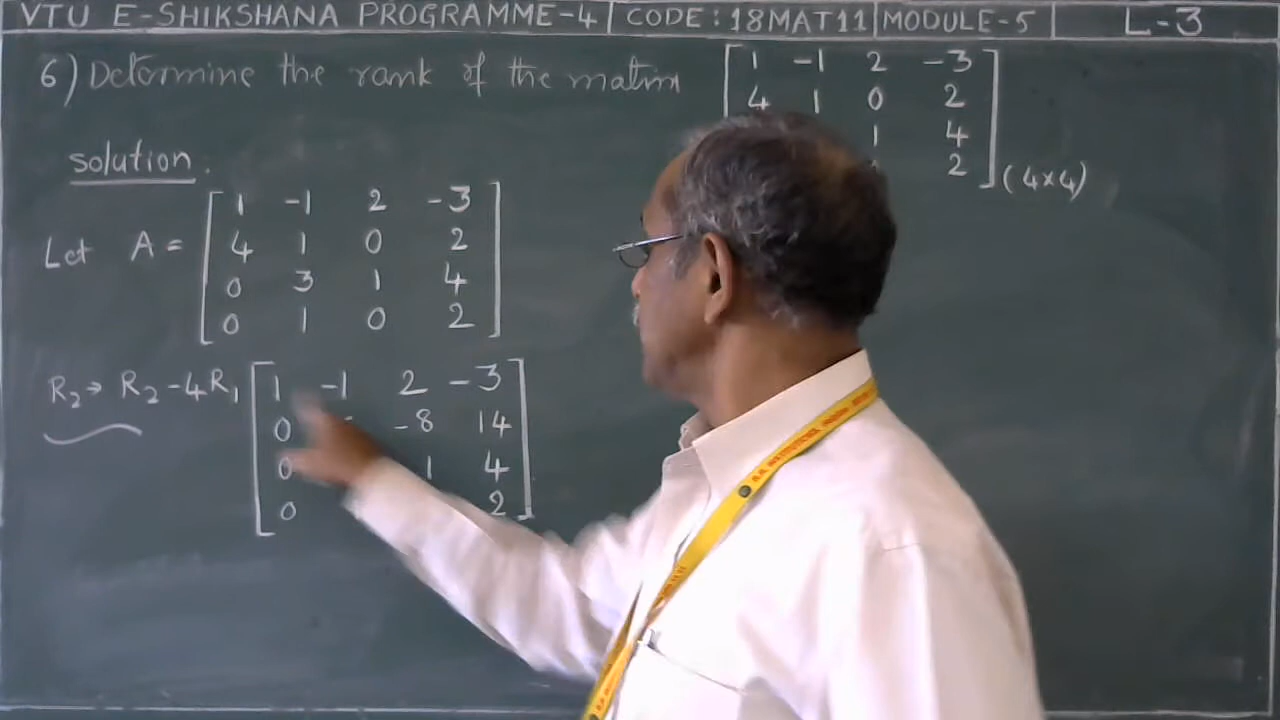 VTU E-SHIKSHANA PROGRAMME-4 CODE:18MAT11 MODULE-5 L-3
6) Determine the rank of the matrix
1 -1 2 -3
4 1 0 2
1 4
2
(4×4)
solution.
Let A =
1 -1 2 -3
4 1 0 2
0 3 1 4
0 1 0 2
R₂→ R₂-4R₁
1 -1 2 -3
0 -8 14
0 1 4
0 2